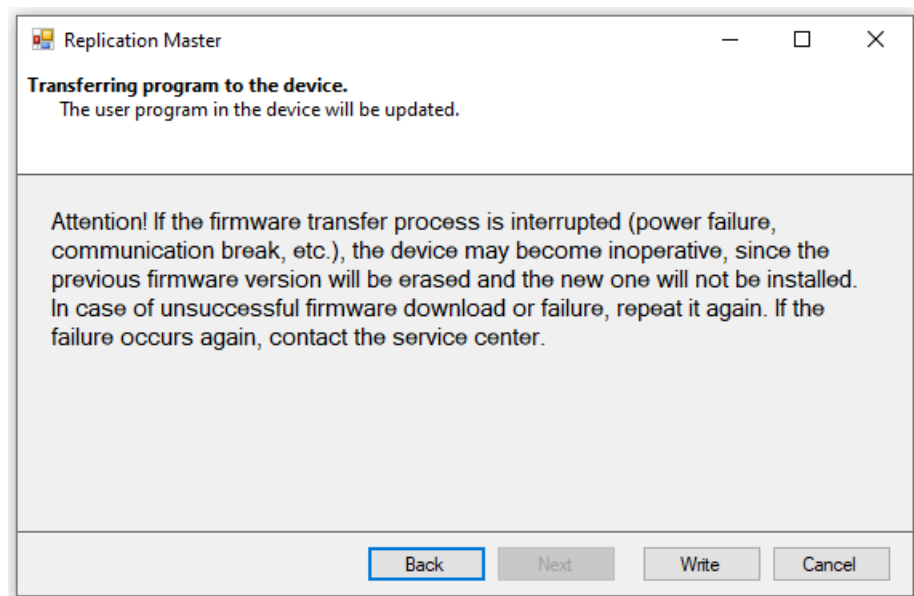 Replication Master
Transferring program to the device.
The user program in the device will be updated.
Attention! If the firmware transfer process is interrupted (power failure,
communication break, etc.), the device may become inoperative, since the
previous firmware version will be erased and the new one will not be installed.
In case of unsuccessful firmware download or failure, repeat it again. If the
failure occurs again, contact the service center.
Back
Next
Write
Cancel